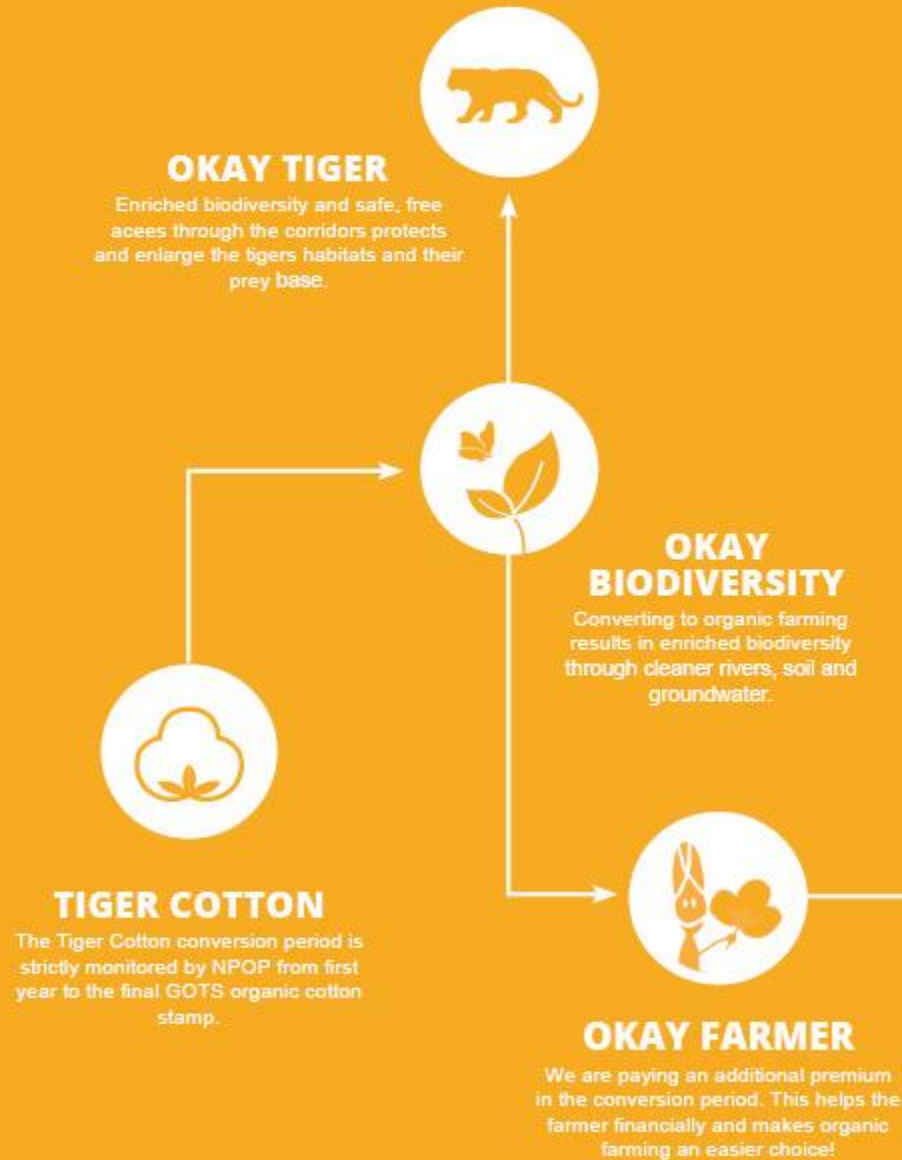 OKAY TIGER
Enriched biodiversity and safe, free
acees through the corridors protects
and enlarge the tigers habitats and their
prey base.
OKAY
BIODIVERSITY
Converting to organic farming
results in enriched biodiversity
through cleaner rivers, soil and
groundwater.
TIGER COTTON
The Tiger Cotton conversion period is
strictly monitored by NPOP from first
year to the final GOTS organic cotton
stamp.
OKAY FARMER
We are paying an additional premium
in the conversion period. This helps the
farmer financially and makes organic
farming an easier choice!